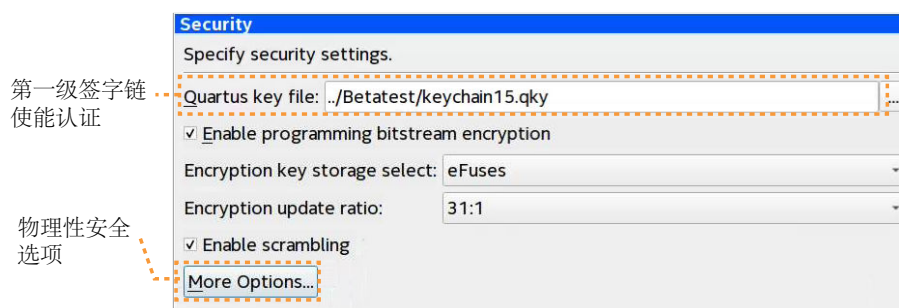 Security
Specify security settings.
第一级签字链
使能认证
Quartus key file: ../Betatest/keychain15.qky ...
Enable programming bitstream encryption
Encryption key storage select: eFuses
Encryption update ratio: 31:1
物理性安全
选项
Enable scrambling
More Options...